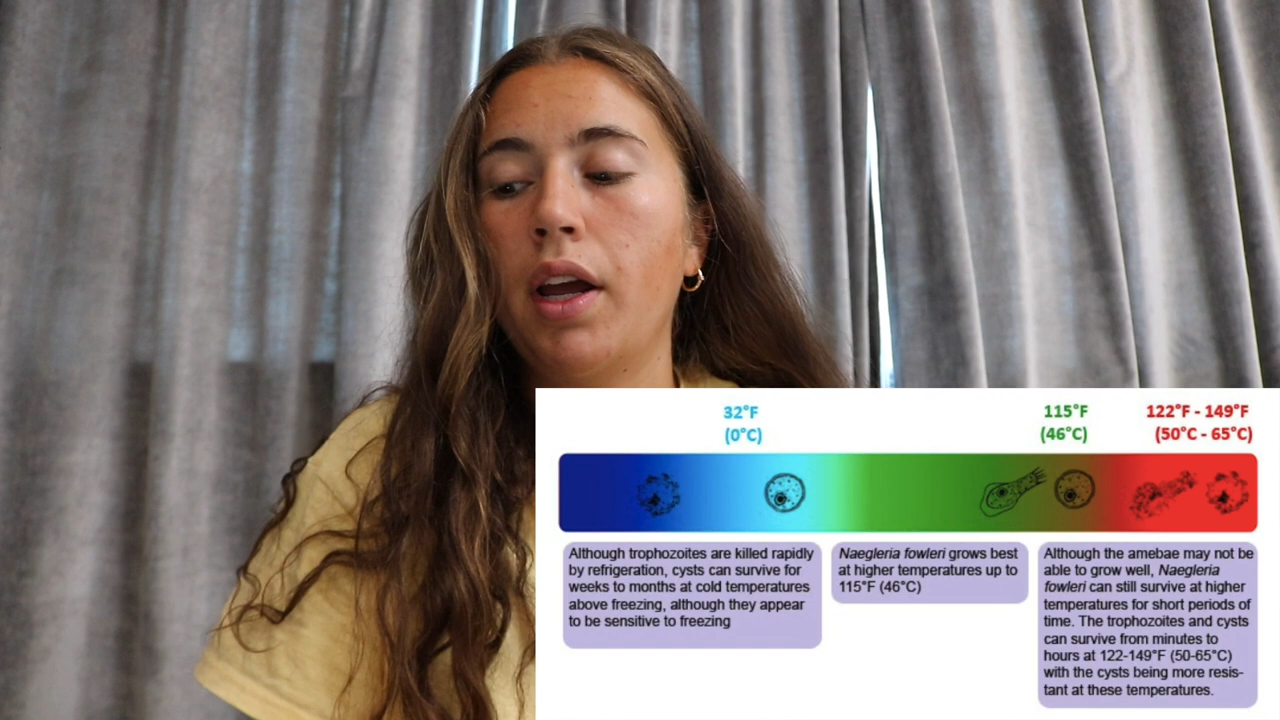 32°F
(0°C)
115°F
(46°C)
122°F - 149°F
(50°C - 65°C)
Although trophozoites are killed rapidly
by refrigeration, cysts can survive for
weeks to months at cold temperatures
above freezing, although they appear
to be sensitive to freezing
Naegleria fowleri grows best
at higher temperatures up to
115°F (46°C)
Although the amebae may not be
able to grow well, Naegleria
fowleri can still survive at higher
temperatures for short periods of
time. The trophozoites and cysts
can survive from minutes to
hours at 122-149°F (50-65°C)
with the cysts being more resis-
tant at these temperatures.